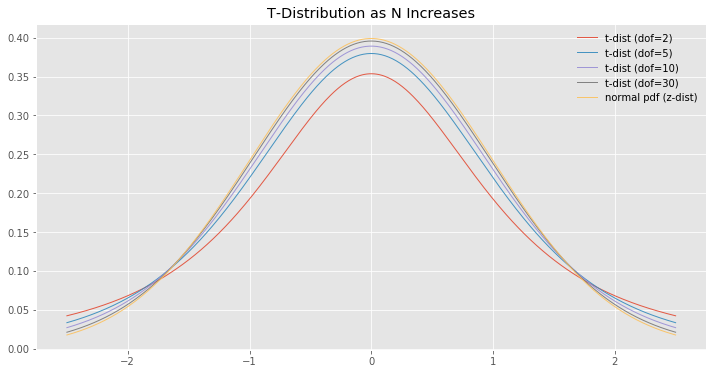 T-Distribution as N Increases
t-dist (dof=2)
t-dist (dof=5)
t-dist (dof=10)
t-dist (dof=30)
normal pdf (z-dist)
0.40
0.35
0.30
0.25
0.20
0.15
0.10
0.05
0.00
−2
−1
0
1
2